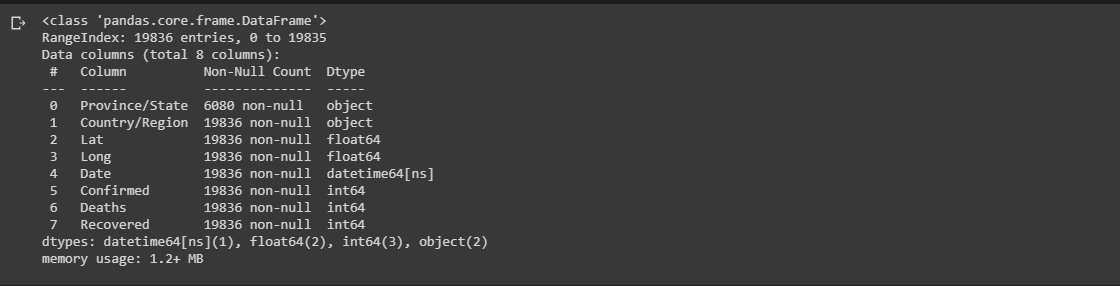 <class 'pandas.core.frame.DataFrame'>
RangeIndex: 19836 entries, 0 to 19835
Data columns (total 8 columns):
 #   Column          Non-Null Count  Dtype
---  ------          --------------  -----
 0   Province/State  6080 non-null   object
 1   Country/Region  19836 non-null  object
 2   Lat             19836 non-null  float64
 3   Long            19836 non-null  float64
 4   Date            19836 non-null  datetime64[ns]
 5   Confirmed       19836 non-null  int64
 6   Deaths          19836 non-null  int64
 7   Recovered       19836 non-null  int64
dtypes: datetime64[ns](1), float64(2), int64(3), object(2)
memory usage: 1.2+ MB